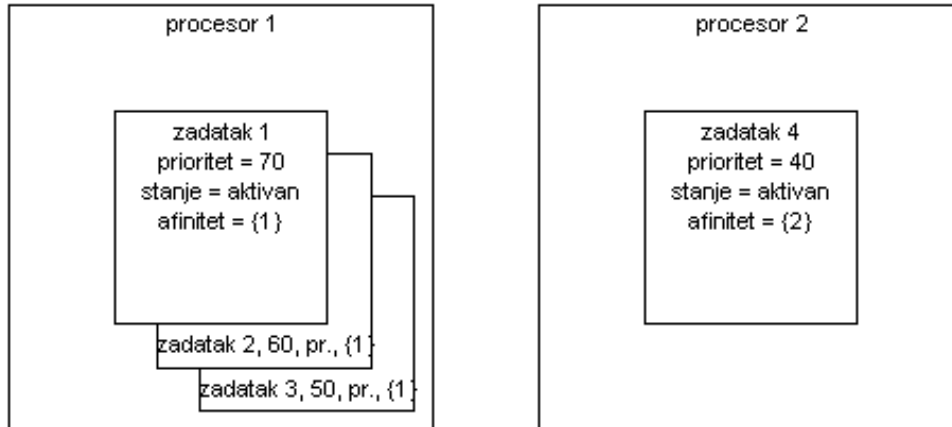 procesor 1
zadatak 1
prioritet = 70
stanje = aktivan
afinitet = {1}
zadatak 2, 60, pr., {1}
zadatak 3, 50, pr., {1}
procesor 2
zadatak 4
prioritet = 40
stanje = aktivan
afinitet = {2}